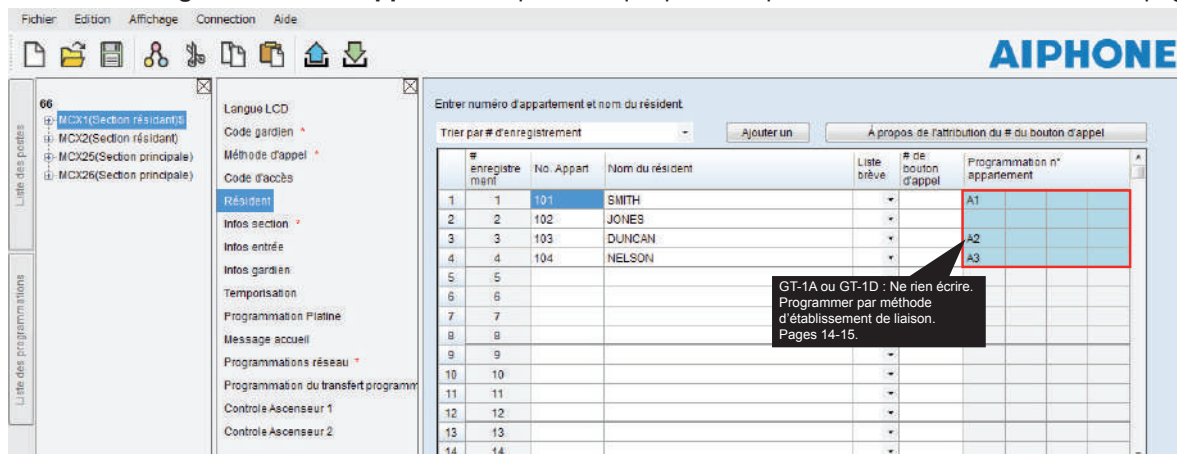 Fichier Edition Affichage Connection Aide
AIPHONE
Liste des postes
Liste des programmations
66
MCX1(Section résidant)5
MCX2(Section résidant)
MCX25(Section principale)
MCX26(Section principale)
Langue LCD
Code gardien *
Méthode d'appel *
Code d'accès
Résident
Infos section *
Infos entrée
Infos gardien
Temporisation
Programmation Platine
Message accueil
Programmations réseau *
Programmation du transfert programm
Controle Ascenseur 1
Controle Ascenseur 2
Entrer numéro d'appartement et nom du résident.
Trier par # d'enregistrement Ajouter un À propos de l'attribution du # du bouton d'appel
# enregistre ment No. Appart Nom du résident Liste brève # de bouton d'appel Programmation n° appartement
1 1 101 SMITH A1
2 2 102 JONES
3 3 103 DUNCAN A2
4 4 104 NELSON A3
5 5
6 6
7 7
8 8
9 9
10 10
11 11
12 12
13 13
14 14
GT-1A ou GT-1D : Ne rien écrire.
Programmer par méthode
d'établissement de liaison.
Pages 14-15.